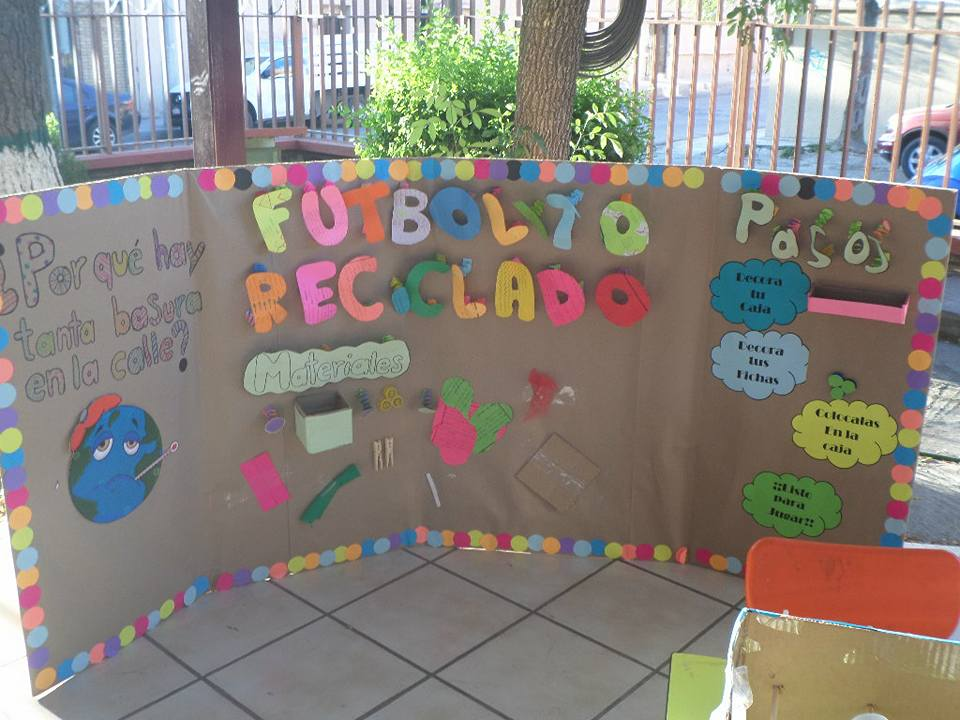 ¿Por qué hay
tanta basura
en la calle?
FUTBOLITO
RECCLADO
Materiales
Pasos
Decora
tu
Caja
Decora
tus
Fichas
Colocalas
En la
caja
¡¡Listo
para
Jugar!!